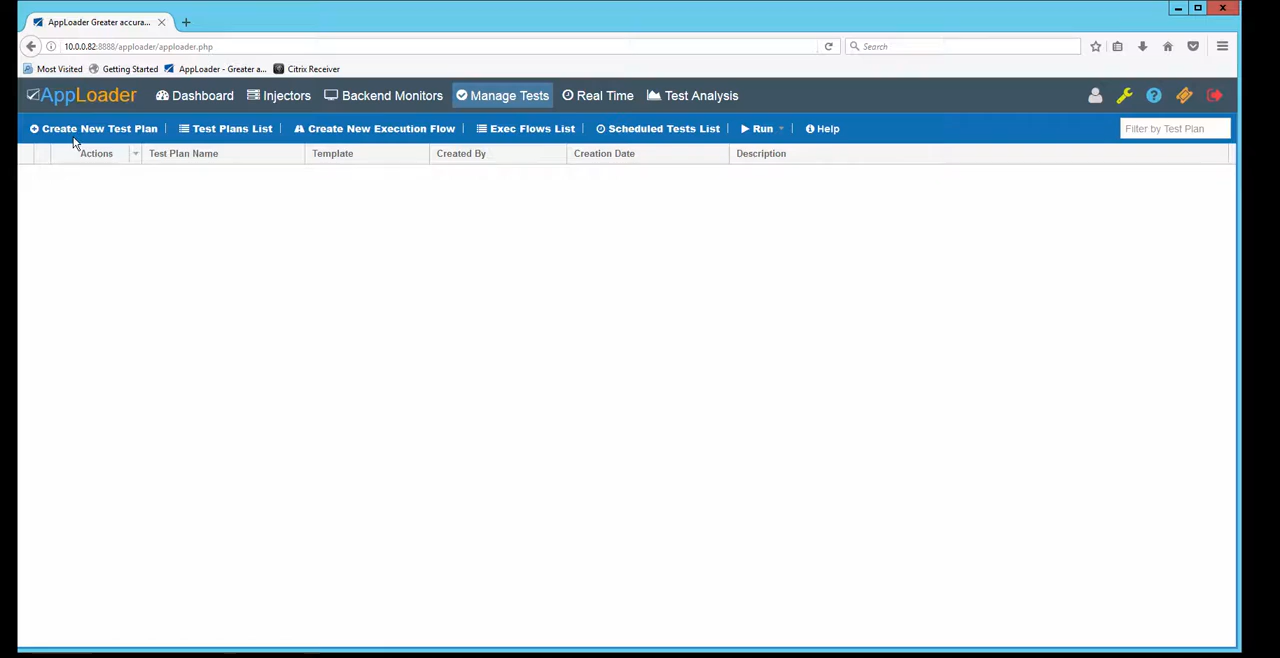 AppLoader Greater accura...
10.0.0.82:8888/apploader/apploader.php
Search
Most Visited Getting Started AppLoader - Greater a... Citrix Receiver
AppLoader Dashboard Injectors Backend Monitors Manage Tests Real Time Test Analysis
Create New Test Plan | Test Plans List | Create New Execution Flow | Exec Flows List | Scheduled Tests List | Run | Help Filter by Test Plan
Actions Test Plan Name Template Created By Creation Date Description